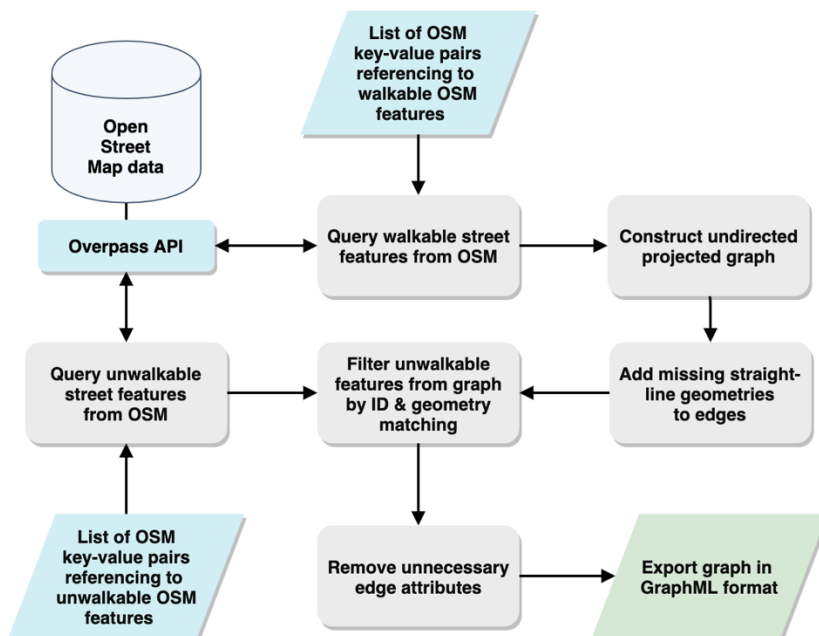 List of OSM
key-value pairs
referencing to
walkable OSM
features
Open
Street
Map data
Overpass API
Query walkable street
features from OSM
Construct undirected
projected graph
Query unwalkable
street features
from OSM
Filter unwalkable
features from graph
by ID & geometry
matching
Add missing straight-
line geometries
to edges
List of OSM
key-value pairs
referencing to
unwalkable OSM
features
Remove unnecessary
edge attributes
Export graph in
GraphML format